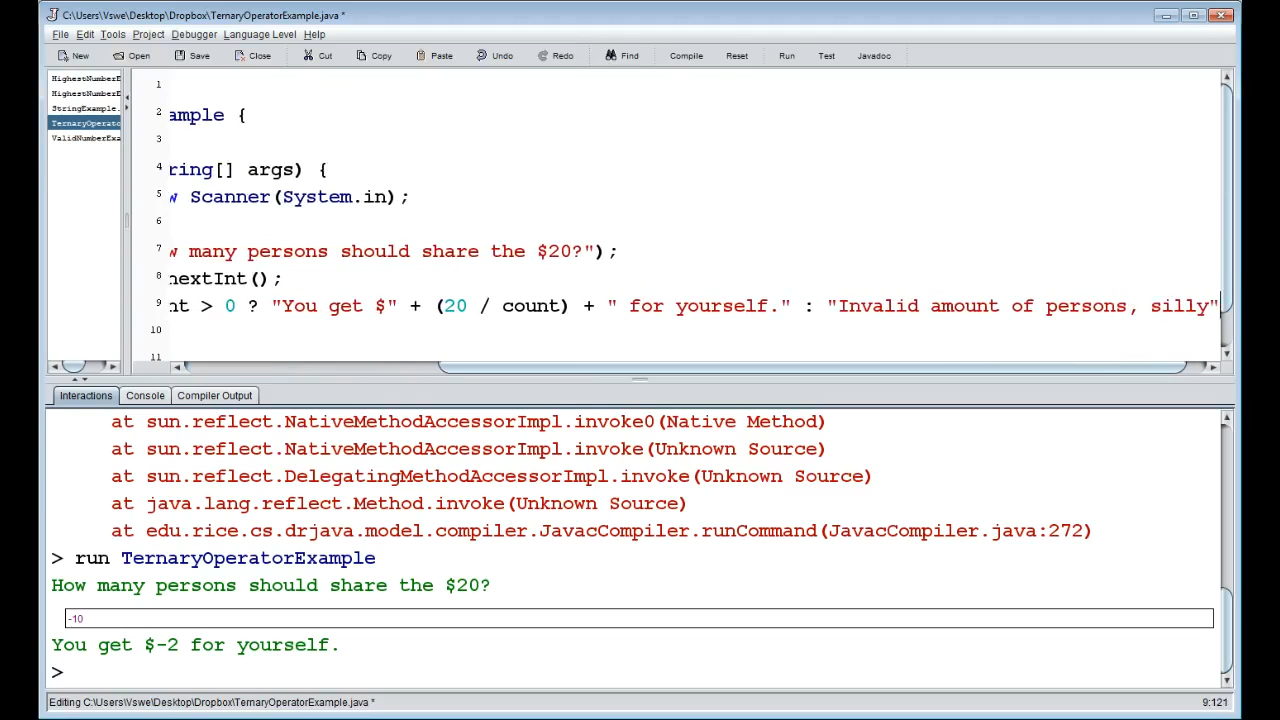 C:\Users\Vswe\Desktop\Dropbox\TernaryOperatorExample.java *
File Edit Tools Project Debugger Language Level Help
New Open Save Close Cut Copy Paste Undo Redo Find Compile Reset Run Test Javadoc
HighestNumberE
HighestNumberE
StringExample.
TernaryOperato
ValidNumberExa
1
2 ample {
3
4 ring[] args) {
5 w Scanner(System.in);
6
7 w many persons should share the $20?");
8 nextInt();
9 nt > 0 ? "You get $" + (20 / count) + " for yourself." : "Invalid amount of persons, silly"
10
11
Interactions Console Compiler Output
at sun.reflect.NativeMethodAccessorImpl.invoke0(Native Method)
at sun.reflect.NativeMethodAccessorImpl.invoke(Unknown Source)
at sun.reflect.DelegatingMethodAccessorImpl.invoke(Unknown Source)
at java.lang.reflect.Method.invoke(Unknown Source)
at edu.rice.cs.drjava.model.compiler.JavacCompiler.runCommand(JavacCompiler.java:272)
> run TernaryOperatorExample
How many persons should share the $20?
-10
You get $-2 for yourself.
>
Editing C:\Users\Vswe\Desktop\Dropbox\TernaryOperatorExample.java * 9:121